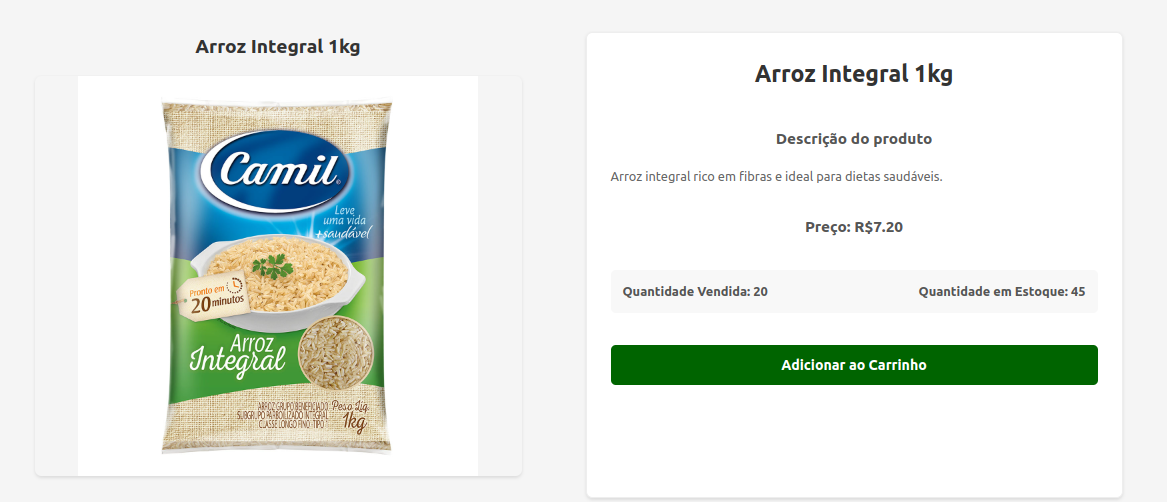 Arroz Integral 1kg
Camil
Leve
uma vida
+saudável
Pronto em
20 minutos
Arroz
Integral
ARROZ GRUPO BENEFICIADO
SUBGRUPO PARBOILIZADO INTEGRAL
CLASSE LONGO FINO -TIPO
Peso Líq.
1kg
Arroz Integral 1kg
Descrição do produto
Arroz integral rico em fibras e ideal para dietas saudáveis.
Preço: R$7.20
Quantidade Vendida: 20
Quantidade em Estoque: 45
Adicionar ao Carrinho